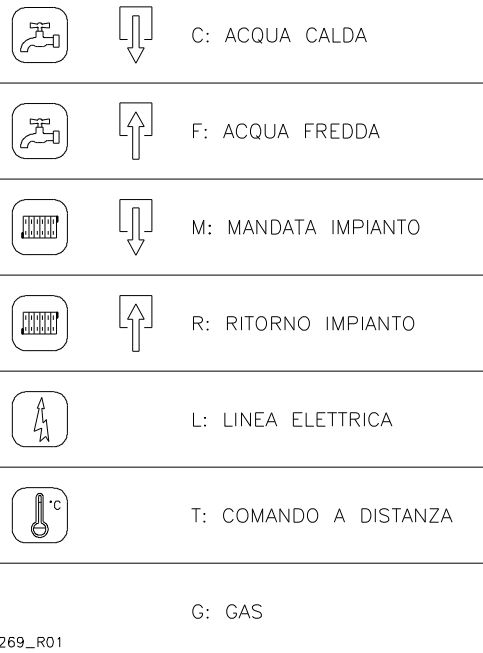 C: ACQUA CALDA
F: ACQUA FREDDA
M: MANDATA IMPIANTO
R: RITORNO IMPIANTO
L: LINEA ELETTRICA
°C
T: COMANDO A DISTANZA
G: GAS
269_R01